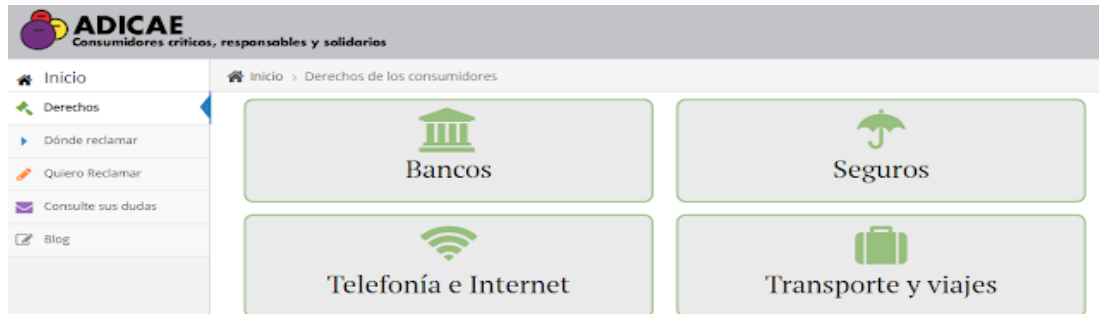 ADICAE
Consumidores críticos, responsables y solidarios
Inicio
Derechos
Dónde reclamar
Quiero Reclamar
Consulte sus dudas
Blog
Inicio > Derechos de los consumidores
Bancos
Seguros
Telefonía e Internet
Transporte y viajes